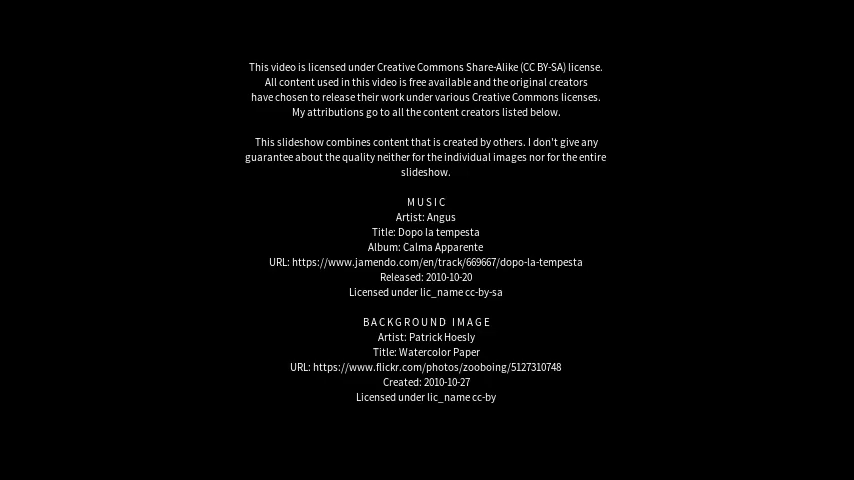 This video is licensed under Creative Commons Share-Alike (CC BY-SA) license.
All content used in this video is free available and the original creators
have chosen to release their work under various Creative Commons licenses.
My attributions go to all the content creators listed below.
This slideshow combines content that is created by others. I don't give any
guarantee about the quality neither for the individual images nor for the entire
slideshow.
MUSIC
Artist: Angus
Title: Dopo la tempesta
Album: Calma Apparente
URL: https://www.jamendo.com/en/track/669667/dopo-la-tempesta
Released: 2010-10-20
Licensed under lic_name cc-by-sa
BACKGROUND IMAGE
Artist: Patrick Hoesly
Title: Watercolor Paper
URL: https://www.flickr.com/photos/zooboing/5127310748
Created: 2010-10-27
Licensed under lic_name cc-by